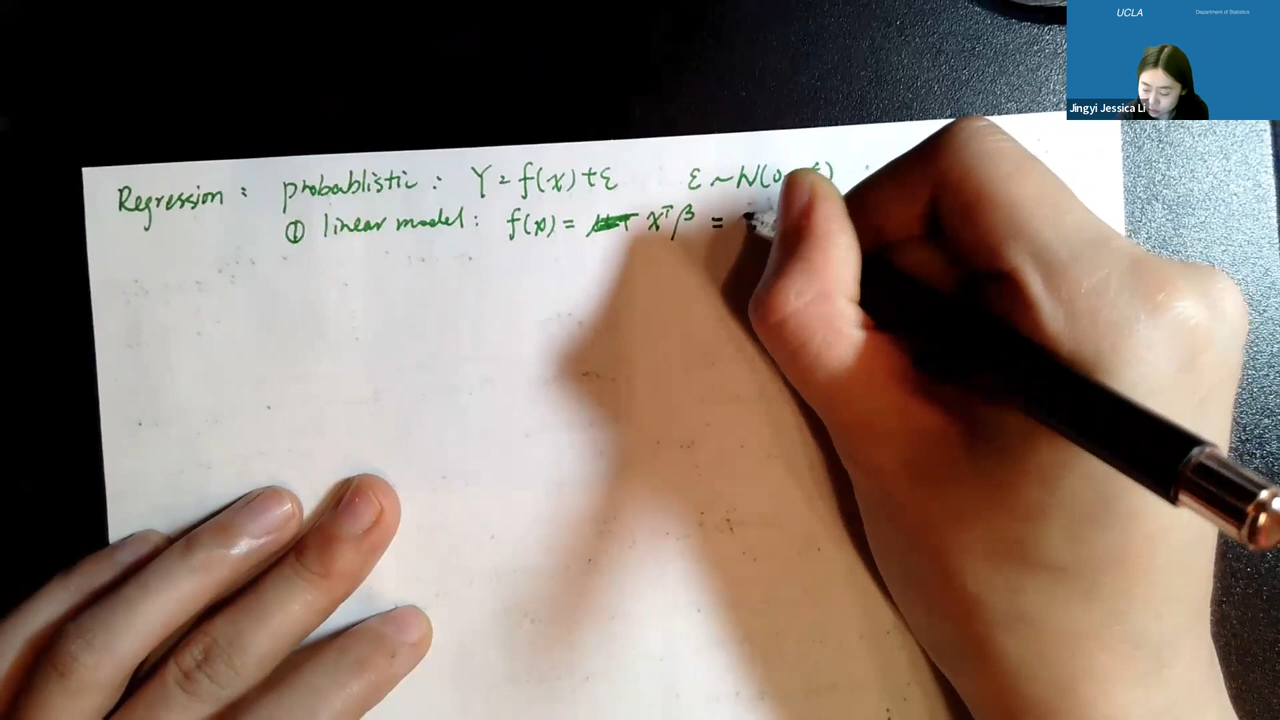 UCLA
Department of Statistics
Jingyi Jessica Li
Regression : probablistic : Y = f(x) + ε ε ~ N(0,
① linear model : f(x) = xᵀβ =